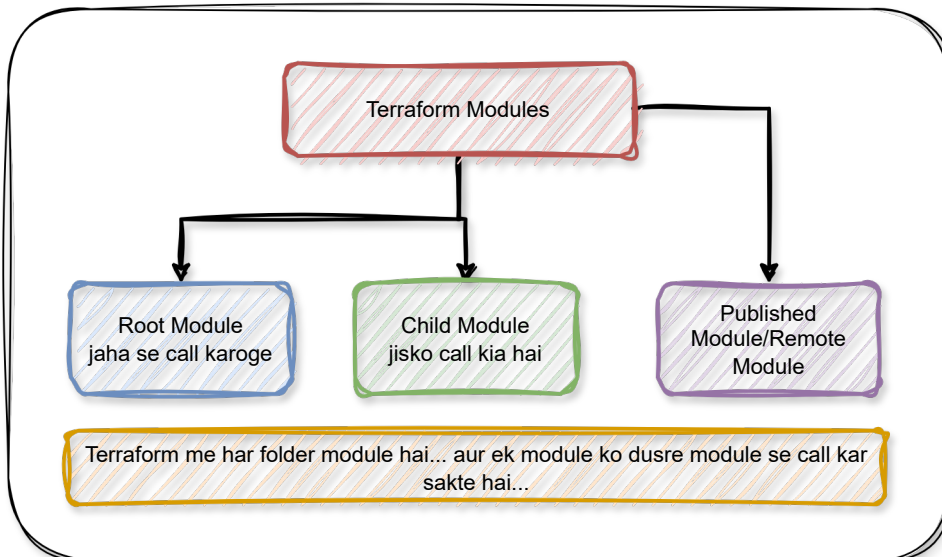 Terraform Modules
Root Module
jaha se call karoge
Child Module
jisko call kia hai
Published
Module/Remote
Module
Terraform me har folder module hai... aur ek module ko dusre module se call kar
sakte hai...